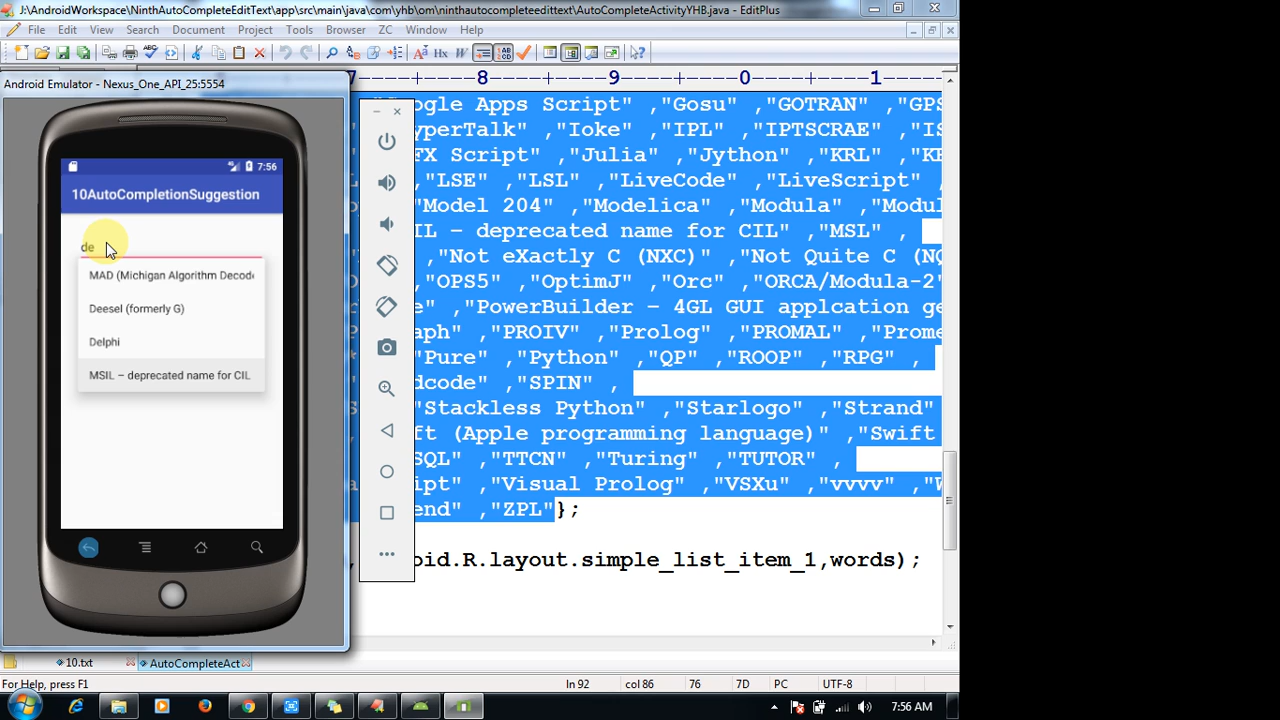 J:\AndroidWorkspace\NinthAutoCompleteEditText\app\src\main\java\com\yhb\om\ninthautocompleteedittext\AutoCompleteActivityYHB.java - EditPlus
File Edit View Search Document Project Tools Browser ZC Window Help
Android Emulator - Nexus_One_API_25:5554
8 9 0 1
7:56
10AutoCompletionSuggestion
de
MAD (Michigan Algorithm Decode
Deesel (formerly G)
Delphi
MSIL – deprecated name for CIL
ogle Apps Script" ,"Gosu" ,"GOTRAN" ,"GPS
yperTalk" ,"Ioke" ,"IPL" ,"IPTSCRAE" ,"IS
FX Script" ,"Julia" ,"Jython" ,"KRL" ,"KR
,"LSE" ,"LSL" ,"LiveCode" ,"LiveScript" ,
"Model 204" ,"Modelica" ,"Modula" ,"Modul
IL – deprecated name for CIL" ,"MSL" ,
,"Not eXactly C (NXC)" ,"Not Quite C (NQ
,"OPS5" ,"OptimJ" ,"Orc" ,"ORCA/Modula-2"
e" ,"PowerBuilder – 4GL GUI applcation ge
aph" ,"PROIV" ,"Prolog" ,"PROMAL" ,"Prome
"Pure" ,"Python" ,"QP" ,"ROOP" ,"RPG" ,
dcode" ,"SPIN" ,
"Stackless Python" ,"Starlogo" ,"Strand"
ft (Apple programming language)" ,"Swift
SQL" ,"TTCN" ,"Turing" ,"TUTOR" ,
ipt" ,"Visual Prolog" ,"VSXu" ,"vvvv" ,"W
end" ,"ZPL"};
oid.R.layout.simple_list_item_1,words);
10.txt AutoCompleteAct
For Help, press F1 ln 92 col 86 76 7D PC UTF-8
7:56 AM